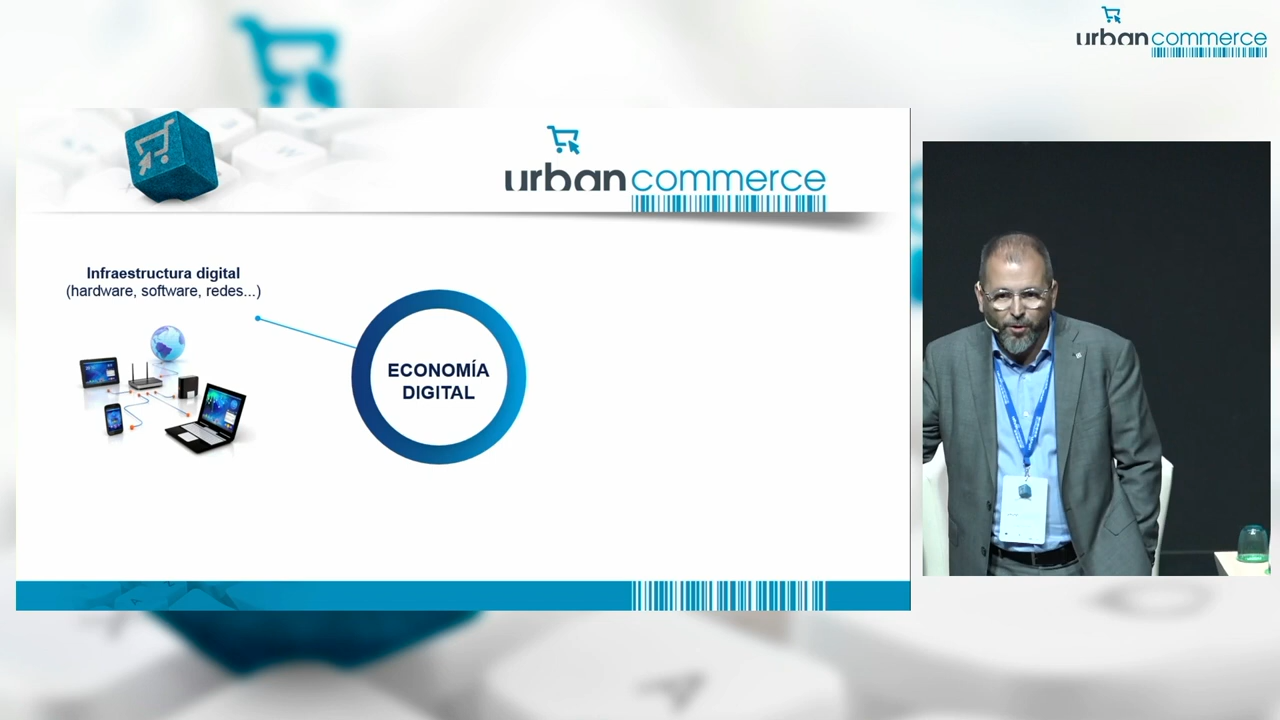 urbancommerce
urbancommerce
Infraestructura digital
(hardware, software, redes...)
ECONOMÍA
DIGITAL